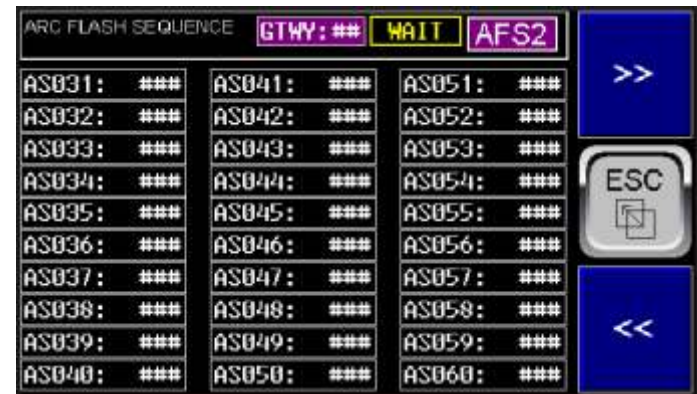 ARC FLASH SEQUENCE GTWY:## WAIT AFS2
>>
AS031: ### AS041: ### AS051: ###
AS032: ### AS042: ### AS052: ###
AS033: ### AS043: ### AS053: ###
AS034: ### AS044: ### AS054: ###
ESC
AS035: ### AS045: ### AS055: ###
AS036: ### AS046: ### AS056: ###
AS037: ### AS047: ### AS057: ###
AS038: ### AS048: ### AS058: ###
<<
AS039: ### AS049: ### AS059: ###
AS040: ### AS050: ### AS060: ###